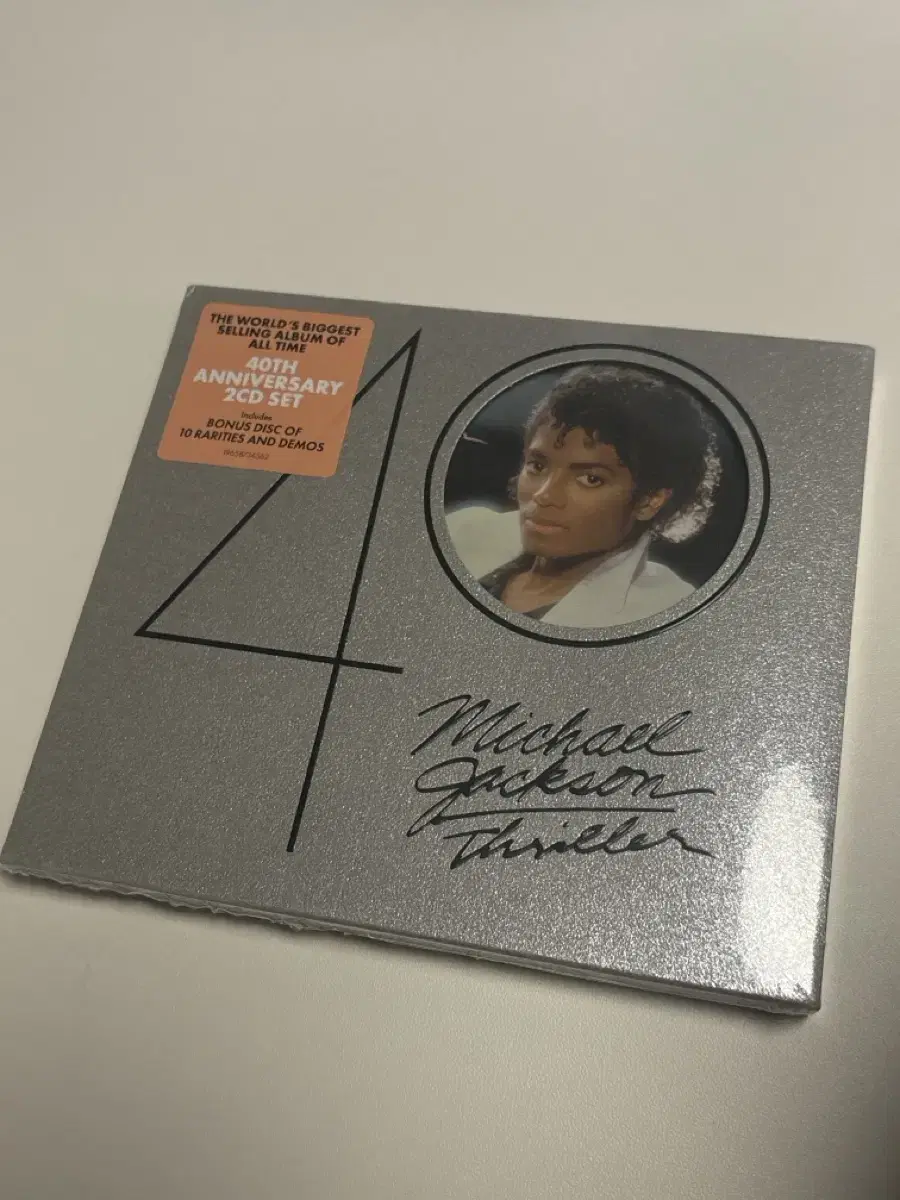 THE WORLD'S BIGGEST
SELLING ALBUM OF
ALL TIME
40TH
ANNIVERSARY
2CD SET
Includes
BONUS DISC OF
10 RARITIES AND DEMOS
40
Michael
Jackson
Thriller